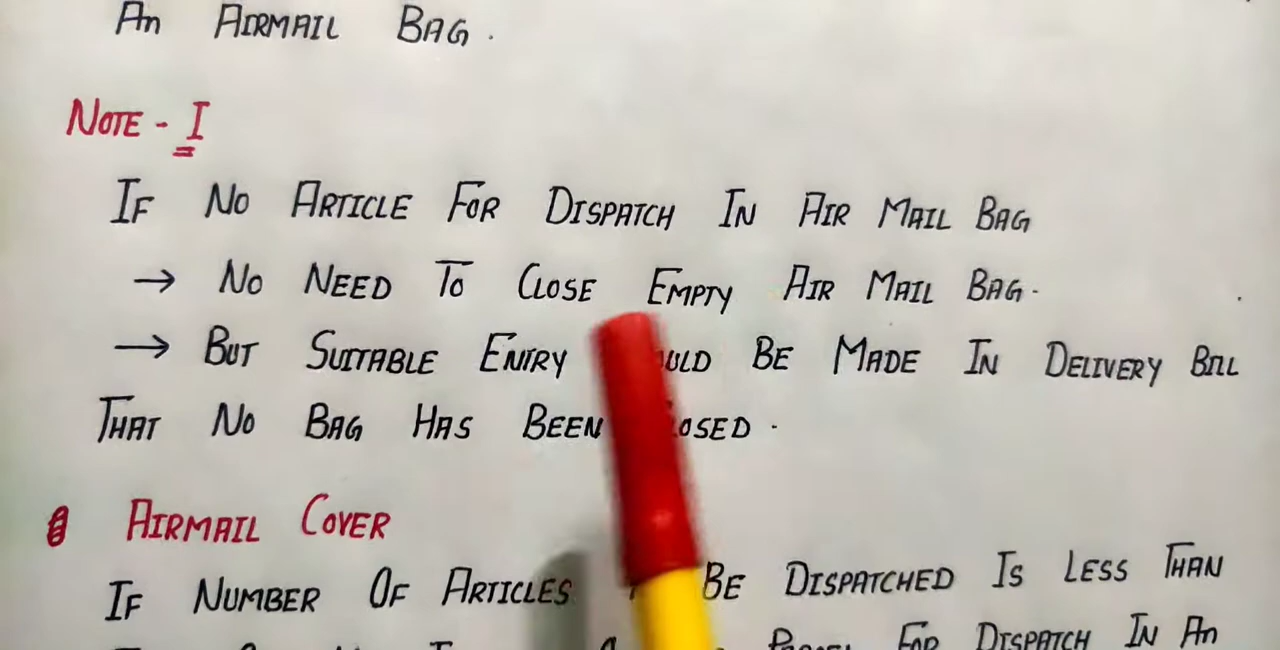 An AIRMAIL BAG.
NOTE - I
IF NO ARTICLE FOR DISPATCH IN AIR MAIL BAG
→ NO NEED TO CLOSE EMPTY AIR MAIL BAG.
→ BUT SUITABLE ENTRY BE MADE IN DELIVERY BILL
THAT NO BAG HAS BEEN
AIRMAIL COVER
IF NUMBER OF ARTICLES BE DISPATCHED IS LESS THAN
FOR DISPATCH IN An